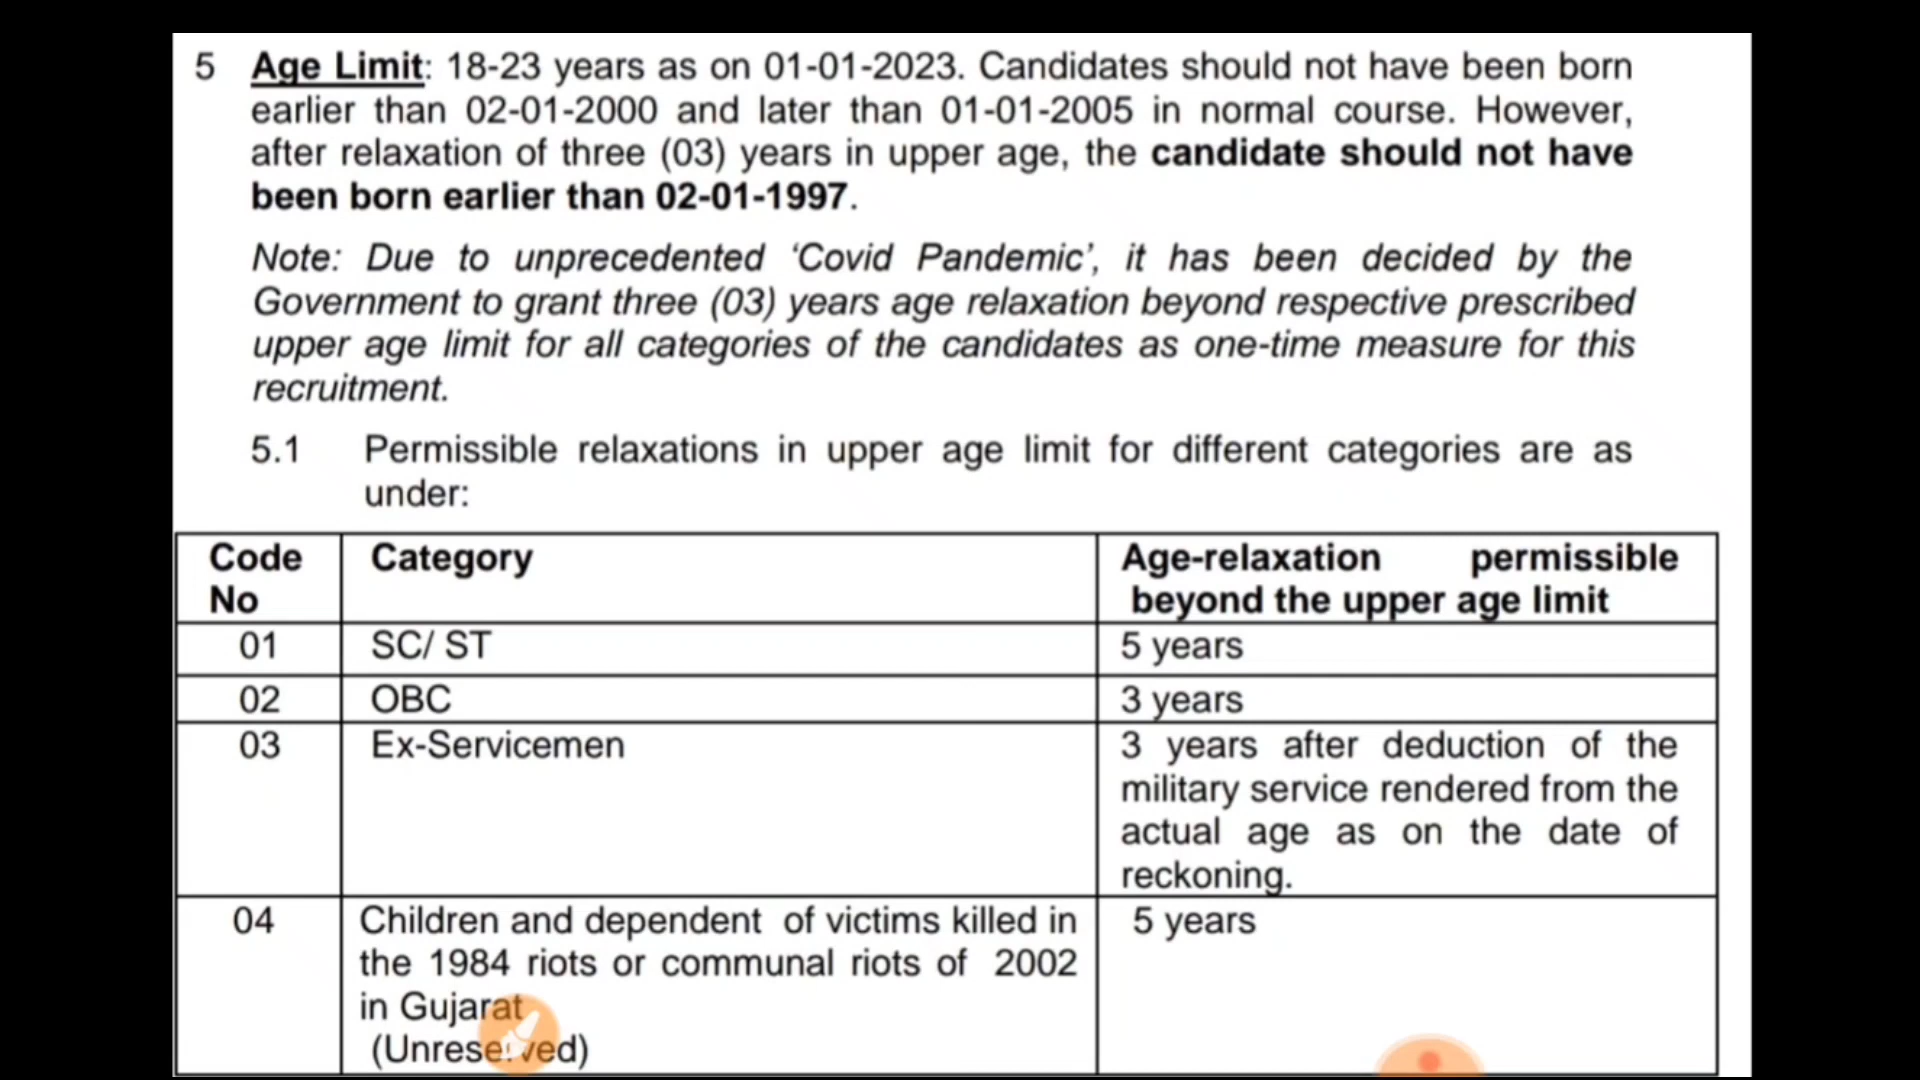 5 Age Limit: 18-23 years as on 01-01-2023. Candidates should not have been born
earlier than 02-01-2000 and later than 01-01-2005 in normal course. However,
after relaxation of three (03) years in upper age, the candidate should not have
been born earlier than 02-01-1997.
Note: Due to unprecedented ‘Covid Pandemic’, it has been decided by the
Government to grant three (03) years age relaxation beyond respective prescribed
upper age limit for all categories of the candidates as one-time measure for this
recruitment.
5.1 Permissible relaxations in upper age limit for different categories are as
under:
Code No
Category
Age-relaxation permissible
beyond the upper age limit
01 SC/ ST 5 years
02 OBC 3 years
03 Ex-Servicemen 3 years after deduction of the
military service rendered from the
actual age as on the date of
reckoning.
04 Children and dependent of victims killed in 5 years
the 1984 riots or communal riots of 2002
in Gujarat
(Unreserved)